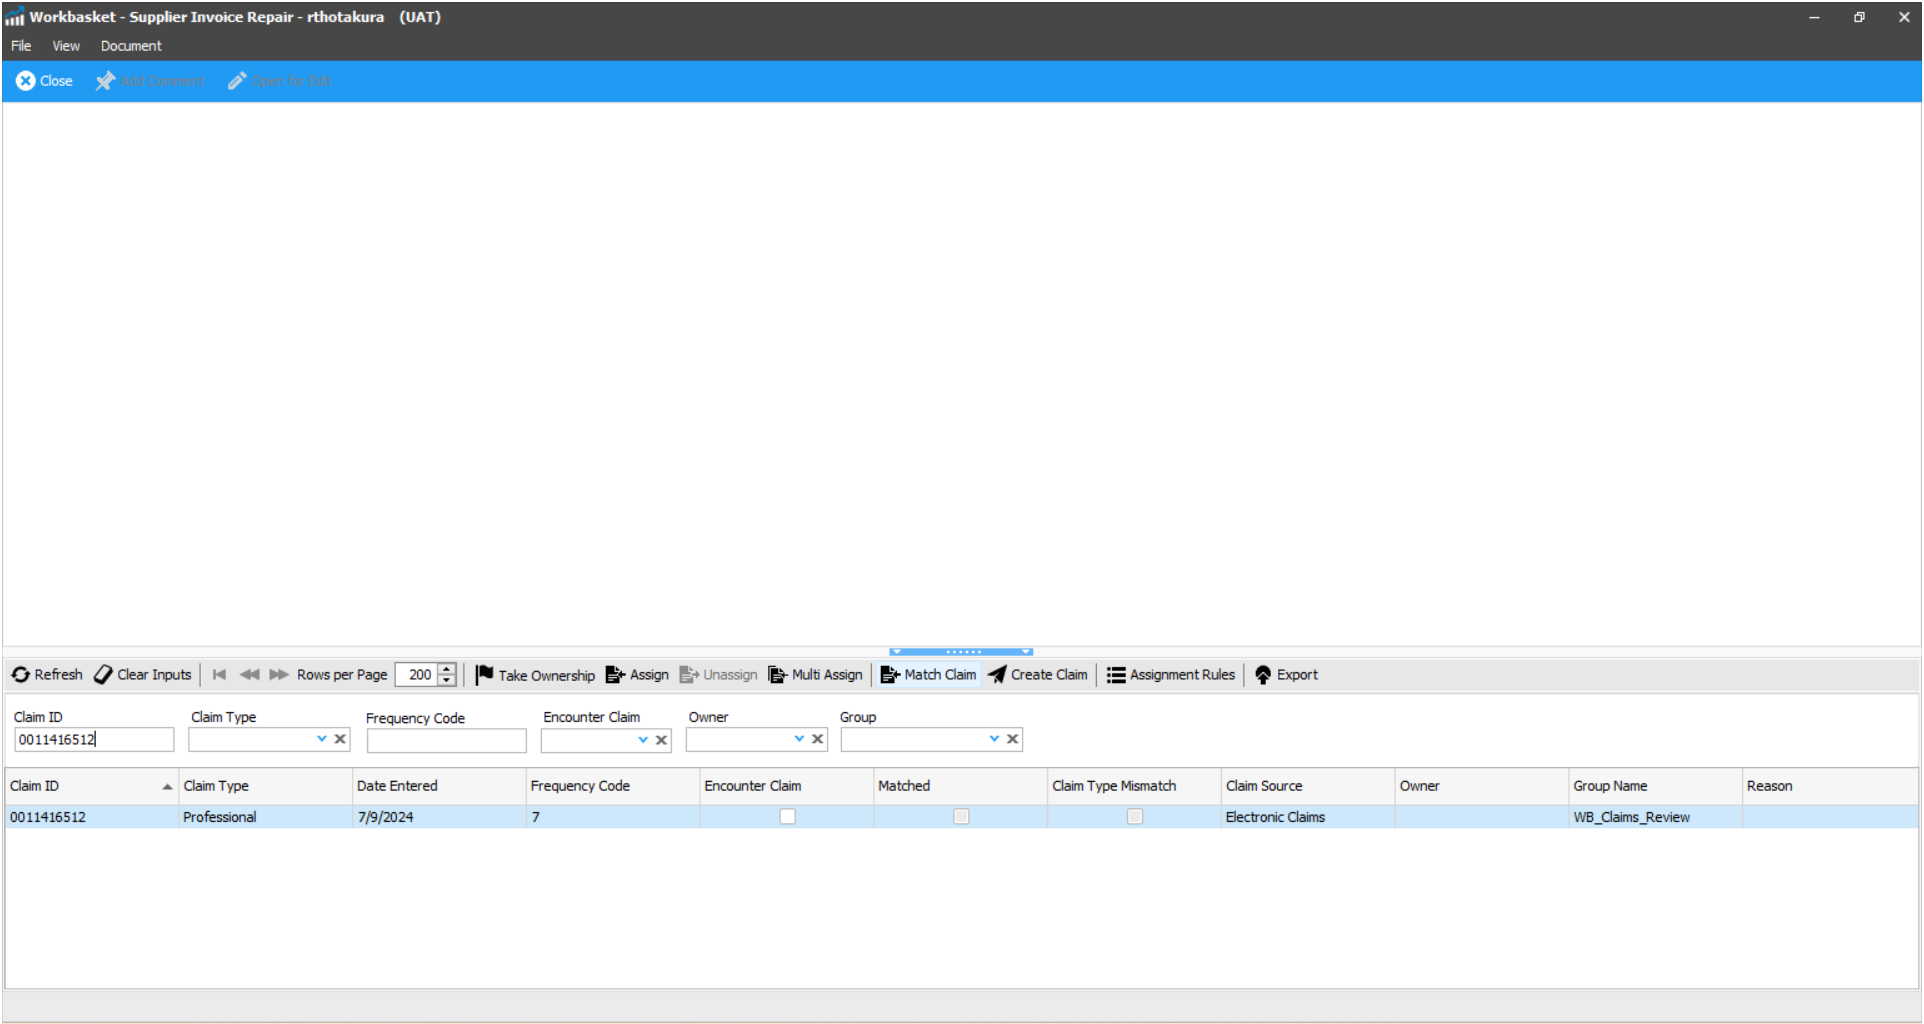 Workbasket - Supplier Invoice Repair - rthotakura (UAT)
File View Document
Close Add Comment Open for Edit
Refresh Clear Inputs Rows per Page 200 Take Ownership Assign Unassign Multi Assign Match Claim Create Claim Assignment Rules Export
Claim ID Claim Type Frequency Code Encounter Claim Owner Group
0011416512
Claim ID Claim Type Date Entered Frequency Code Encounter Claim Matched Claim Type Mismatch Claim Source Owner Group Name Reason
0011416512 Professional 7/9/2024 7 Electronic Claims WB_Claims_Review